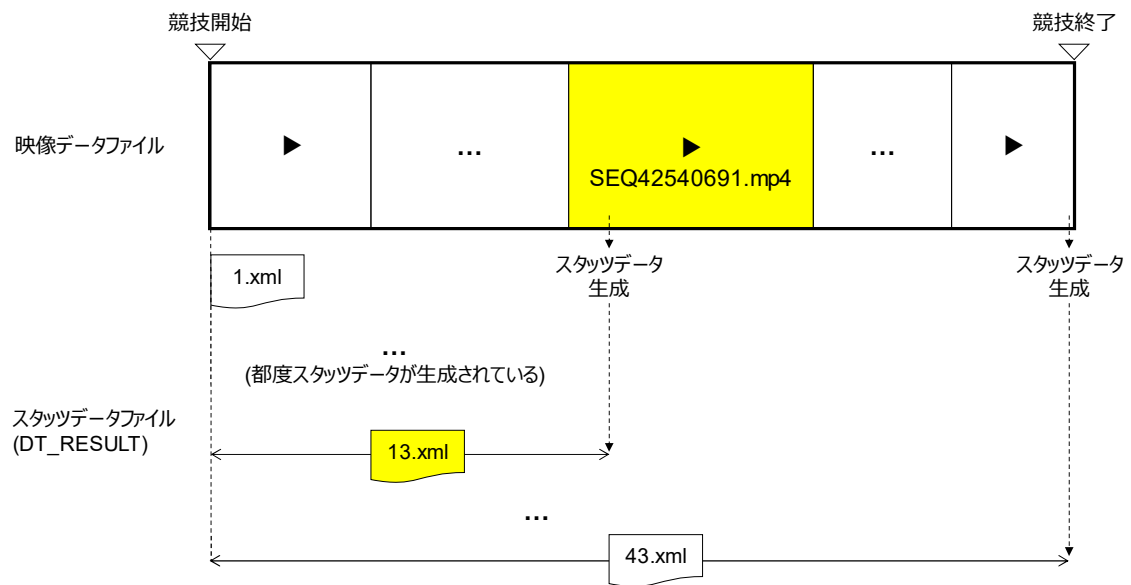 競技開始
競技終了
映像データファイル
▶
...
▶
SEQ42540691.mp4
...
▶
1.xml
スタッツデータ
生成
スタッツデータ
生成
...
(都度スタッツデータが生成されている)
スタッツデータファイル
(DT_RESULT)
13.xml
...
43.xml